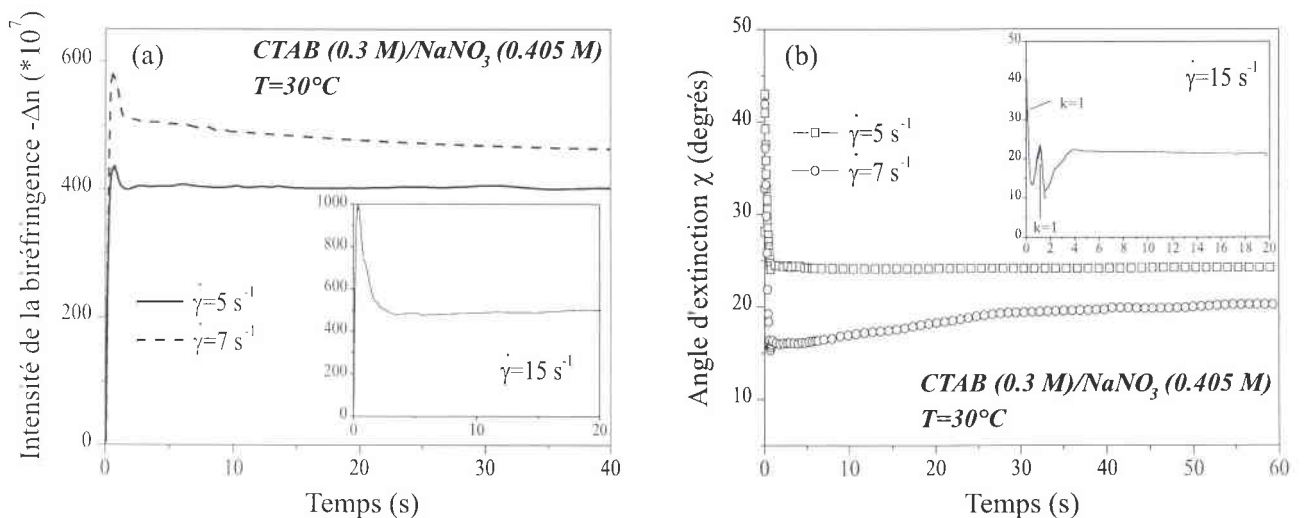 Intensité de la biréfringence -Δn (*10⁷)
600
400
200
0
(a)
CTAB (0.3 M)/NaNO₃ (0.405 M)
T=30°C
γ̇=5 s⁻¹
γ̇=7 s⁻¹
1000
800
600
400
200
0
0 10 20
γ̇=15 s⁻¹
0 10 20 30 40
Temps (s)
Angle d'extinction χ (degrés)
50
40
30
20
10
(b)
γ̇=5 s⁻¹
γ̇=7 s⁻¹
50
40
30
20
10
0
γ̇=15 s⁻¹
k=1
k=1
0 2 4 6 8 10 12 14 16 18 20
CTAB (0.3 M)/NaNO₃ (0.405 M)
T=30°C
0 10 20 30 40 50 60
Temps (s)